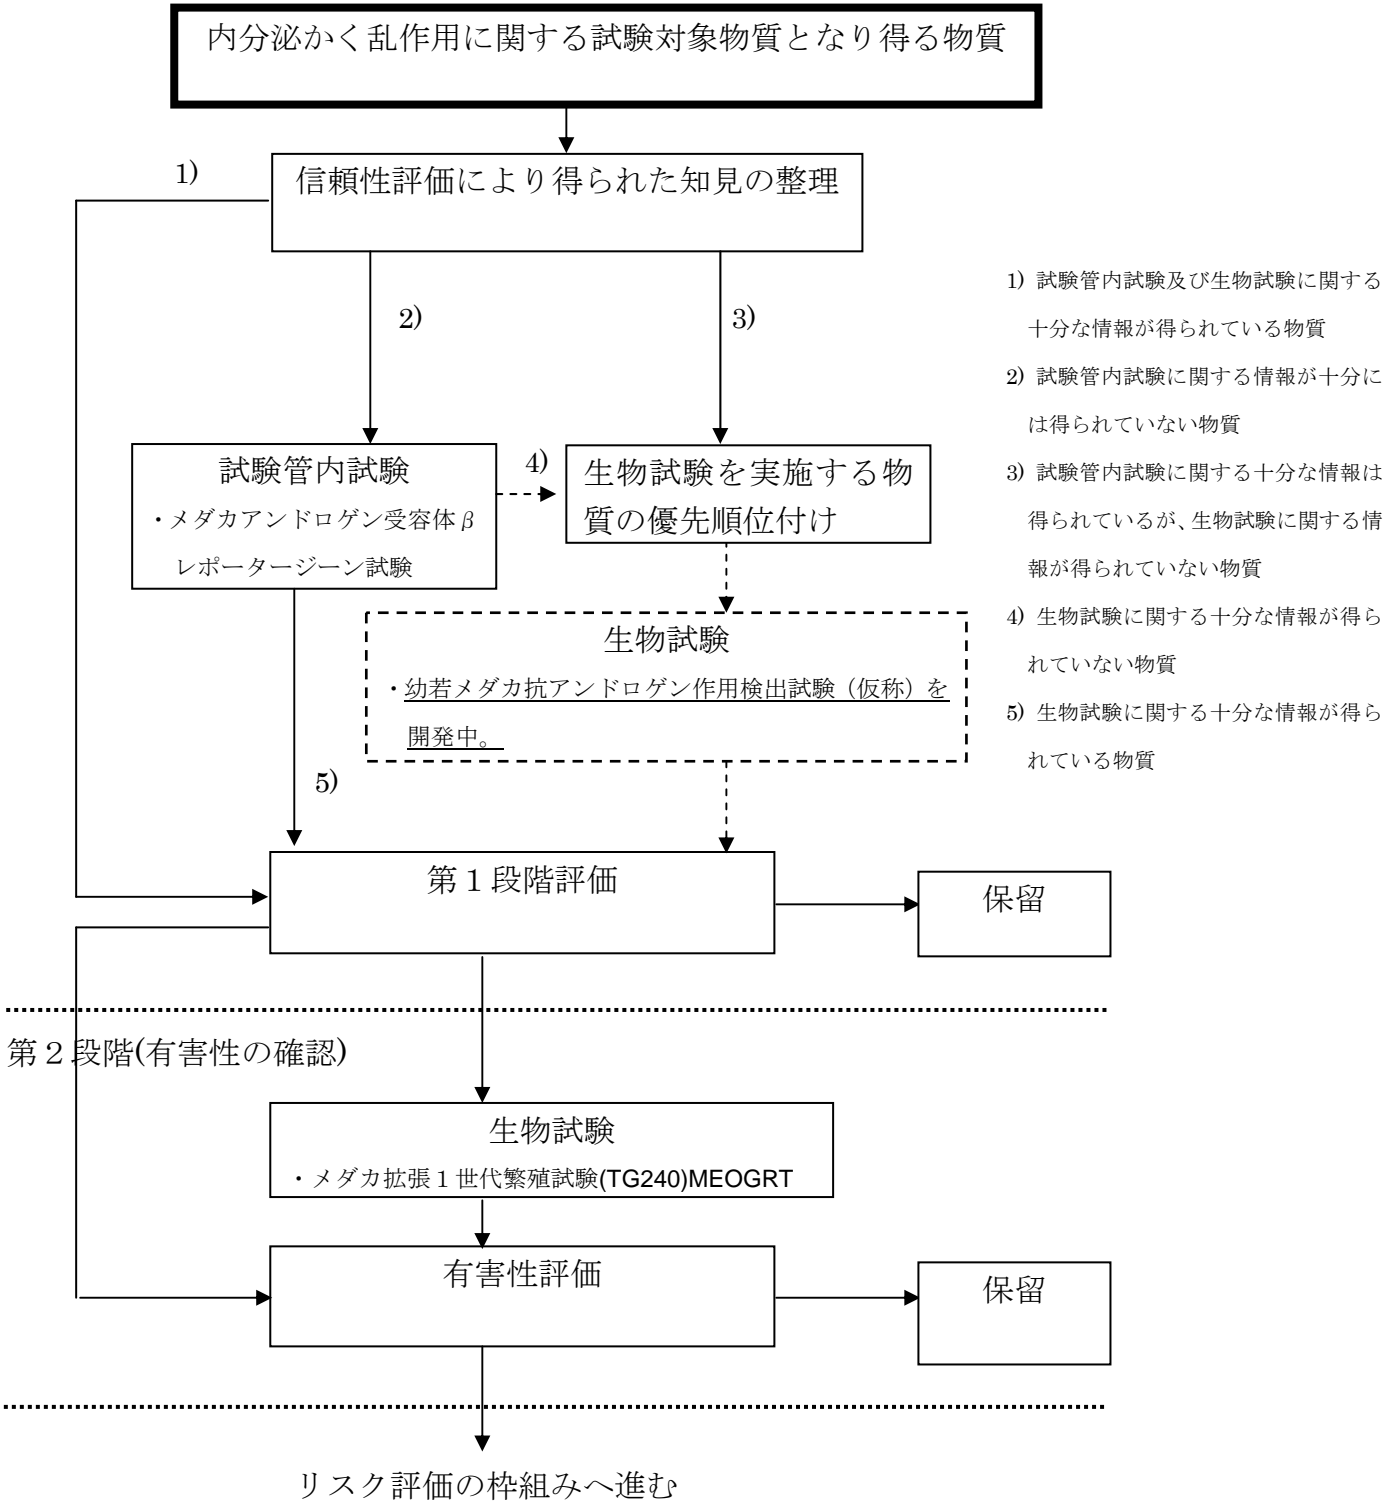 内分泌かく乱作用に関する試験対象物質となり得る物質
1)
信頼性評価により得られた知見の整理
2)
3)
1) 試験管内試験及び生物試験に関する
十分な情報が得られている物質
2) 試験管内試験に関する情報が十分に
は得られていない物質
3) 試験管内試験に関する十分な情報は
得られているが、生物試験に関する情
報が得られていない物質
4) 生物試験に関する十分な情報が得ら
れていない物質
5) 生物試験に関する十分な情報が得ら
れている物質
試験管内試験
・メダカアンドロゲン受容体β
レポータージーン試験
4)
生物試験を実施する物
質の優先順位付け
生物試験
・幼若メダカ抗アンドロゲン作用検出試験（仮称）を
開発中。
5)
第１段階評価
保留
第２段階(有害性の確認)
生物試験
・メダカ拡張１世代繁殖試験(TG240)MEOGRT
有害性評価
保留
リスク評価の枠組みへ進む